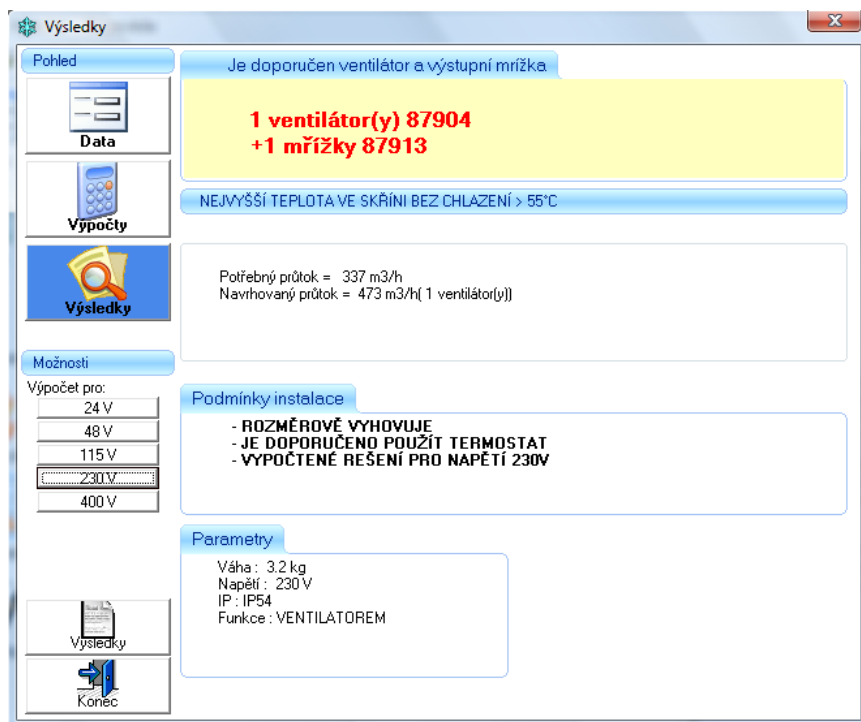 Výsledky
Pohled
Data
Výpočty
Výsledky
Možnosti
Výpočet pro:
24 V
48 V
115 V
230 V
400 V
Výsledky
Konec
Je doporučen ventilátor a výstupní mrížka
1 ventilátor(y) 87904
+1 mřížky 87913
NEJVYŠŠÍ TEPLOTA VE SKŘÍNI BEZ CHLAZENÍ > 55°C
Potřebný průtok = 337 m3/h
Navrhovaný průtok = 473 m3/h( 1 ventilátor(y))
Podmínky instalace
- ROZMĚROVĚ VYHOVUJE
- JE DOPORUČENO POUŽÍT TERMOSTAT
- VYPOČTENÉ REŠENÍ PRO NAPĚTÍ 230V
Parametry
Váha : 3.2 kg
Napětí : 230 V
IP : IP54
Funkce : VENTILATOREM